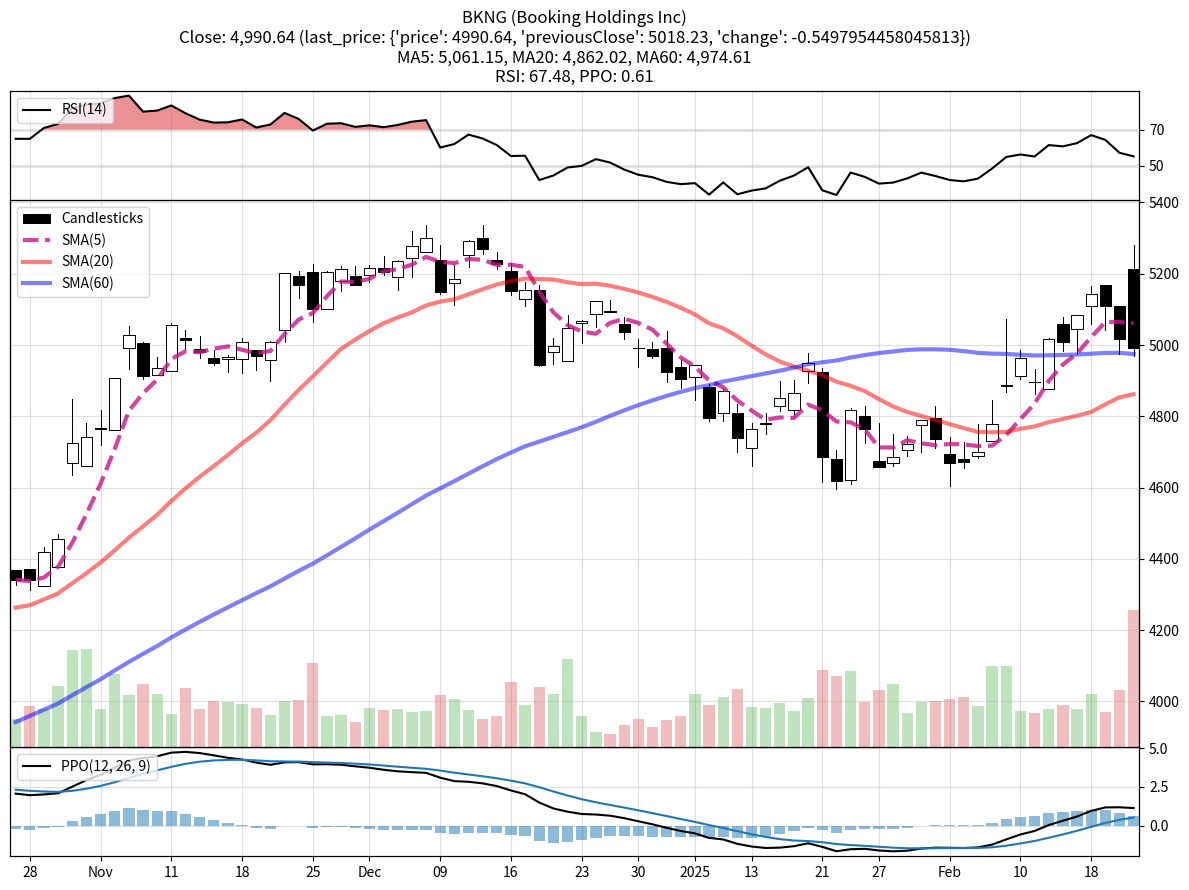 BKNG (Booking Holdings Inc)
Close: 4,990.64 (last_price: {'price': 4990.64, 'previousClose': 5018.23, 'change': -0.5497954458045813})
MA5: 5,061.15, MA20: 4,862.02, MA60: 4,974.61
RSI: 67.48, PPO: 0.61
RSI(14)
70
50
Candlesticks
SMA(5)
SMA(20)
SMA(60)
5400
5200
5000
4800
4600
4400
4200
4000
PPO(12, 26, 9)
5.0
2.5
0.0
28 Nov 11 18 25 Dec 09 16 23 30 2025 13 21 27 Feb 10 18